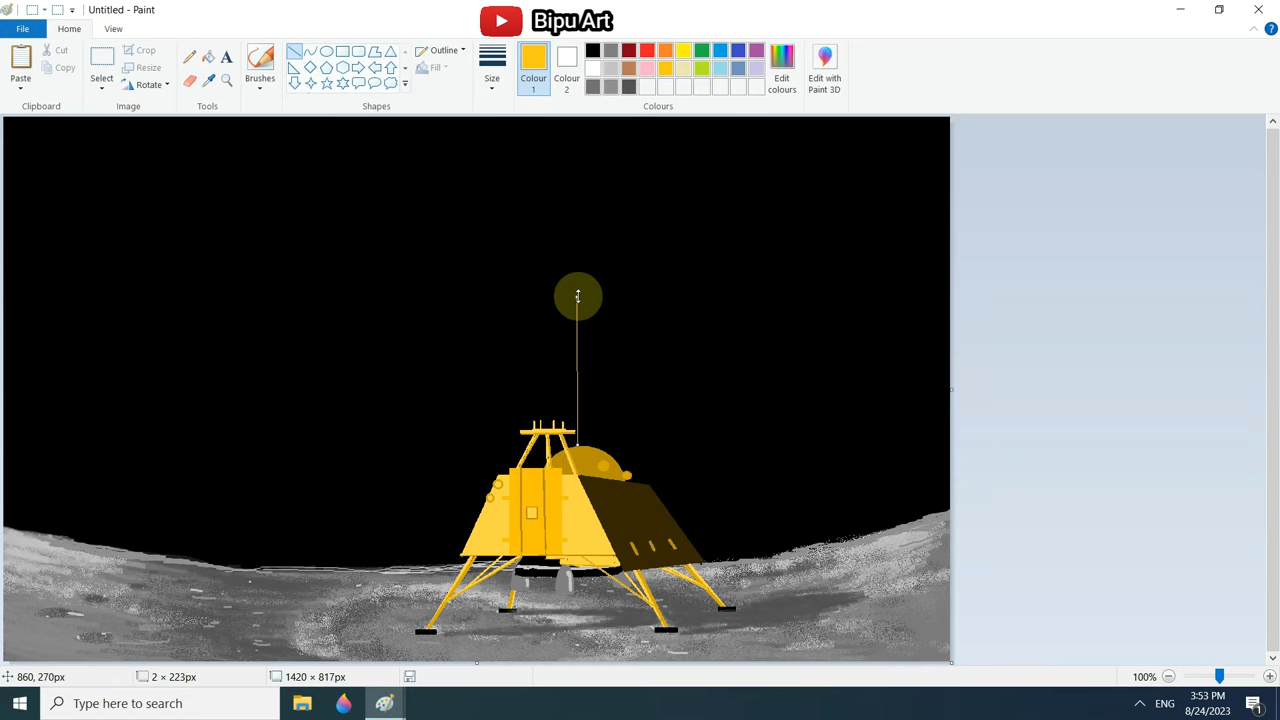 Untitled - Paint
Bipu Art
File
Home
View
Paste
Cut
Copy
Clipboard
Select
Crop
Resize
Rotate
Image
A
Tools
Brushes
Outline
Fill
Shapes
Size
Colour 1
Colour 2
Edit colours
Edit with Paint 3D
Colours
860, 270px
2 × 223px
1420 × 817px
100%
Type here to search
ENG
3:53 PM
8/24/2023
1